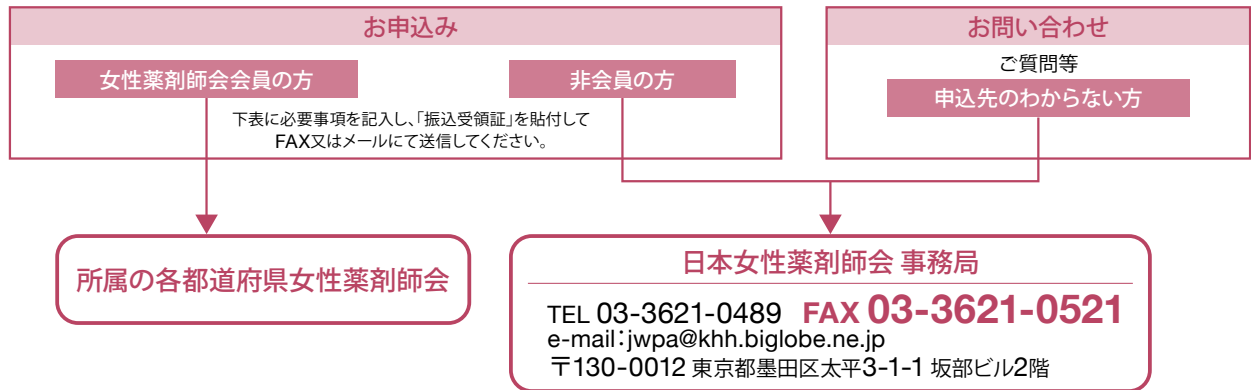 お申込み
女性薬剤師会会員の方
非会員の方
下表に必要事項を記入し、「振込受領証」を貼付して
FAX又はメールにて送信してください。
お問い合わせ
ご質問等
申込先のわからない方
所属の各都道府県女性薬剤師会
日本女性薬剤師会 事務局
TEL 03-3621-0489 FAX 03-3621-0521
e-mail:jwpa@khh.biglobe.ne.jp
〒130-0012 東京都墨田区太平3-1-1 坂部ビル2階